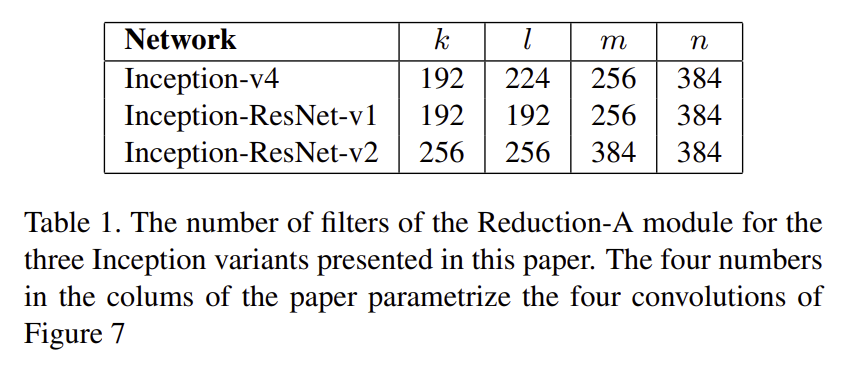 Network k l m n
Inception-v4 192 224 256 384
Inception-ResNet-v1 192 192 256 384
Inception-ResNet-v2 256 256 384 384
Table 1. The number of filters of the Reduction-A module for the
three Inception variants presented in this paper. The four numbers
in the colums of the paper parametrize the four convolutions of
Figure 7